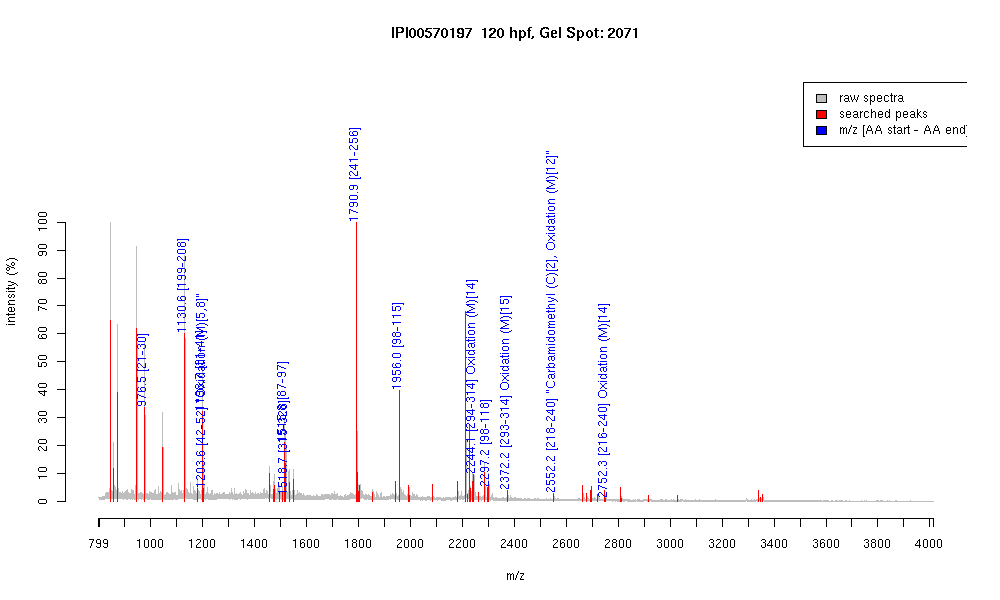 IPI00570197 120 hpf, Gel Spot: 2071
raw spectra
searched peaks
m/z [AA start - AA end]
intensity (%)
100
90
80
70
60
50
40
30
20
10
0
976.5 [21-30]
1130.6 [199-208]
1203.6 [42-52] "Oxidation (M)[5,8]"
1790.9 [241-256]
1956.0 [98-115]
2244.1 [294-314] Oxidation (M)[14]
2297.2 [98-118]
2372.2 [293-314] Oxidation (M)[15]
2552.2 [218-240] "Carbamidomethyl (C)[2], Oxidation (M)[12]"
2752.3 [216-240] Oxidation (M)[14]
799 1000 1200 1400 1600 1800 2000 2200 2400 2600 2800 3000 3200 3400 3600 3800 4000
m/z